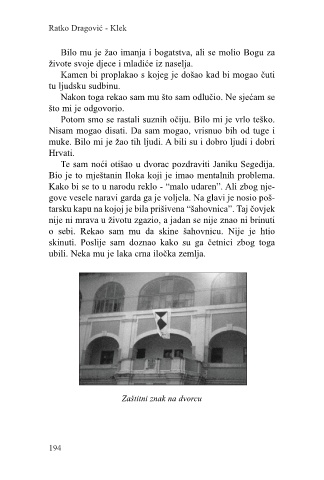 Ratko Dragović - Klek
Bilo mu je žao imanja i bogatstva, ali se molio Bogu za
živote svoje djece i mladiće iz naselja.
Kamen bi proplakao s kojeg je došao kad bi mogao čuti
tu ljudsku sudbinu.
Nakon toga rekao sam mu što sam odlučio. Ne sjećam se
što mi je odgovorio.
Potom smo se rastali suznih očiju. Bilo mi je vrlo teško.
Nisam mogao disati. Da sam mogao, vrisnuo bih od tuge i
muke. Bilo mi je žao tih ljudi. A bili su i dobro ljudi i dobri
Hrvati.
Te sam noći otišao u dvorac pozdraviti Janiku Segedija.
Bio je to mještanin Iloka koji je imao mentalnih problema.
Kako bi se to u narodu reklo - “malo udaren”. Ali zbog nje-
gove vesele naravi garda ga je voljela. Na glavi je nosio poš-
tarsku kapu na kojoj je bila prišivena “šahovnica”. Taj čovjek
nije ni mrava u životu zgazio, a jadan se nije znao ni brinuti
o sebi. Rekao sam mu da skine šahovnicu. Nije je htio
skinuti. Poslije sam doznao kako su ga četnici zbog toga
ubili. Neka mu je laka crna iločka zemlja.
Zaštitni znak na dvorcu
194